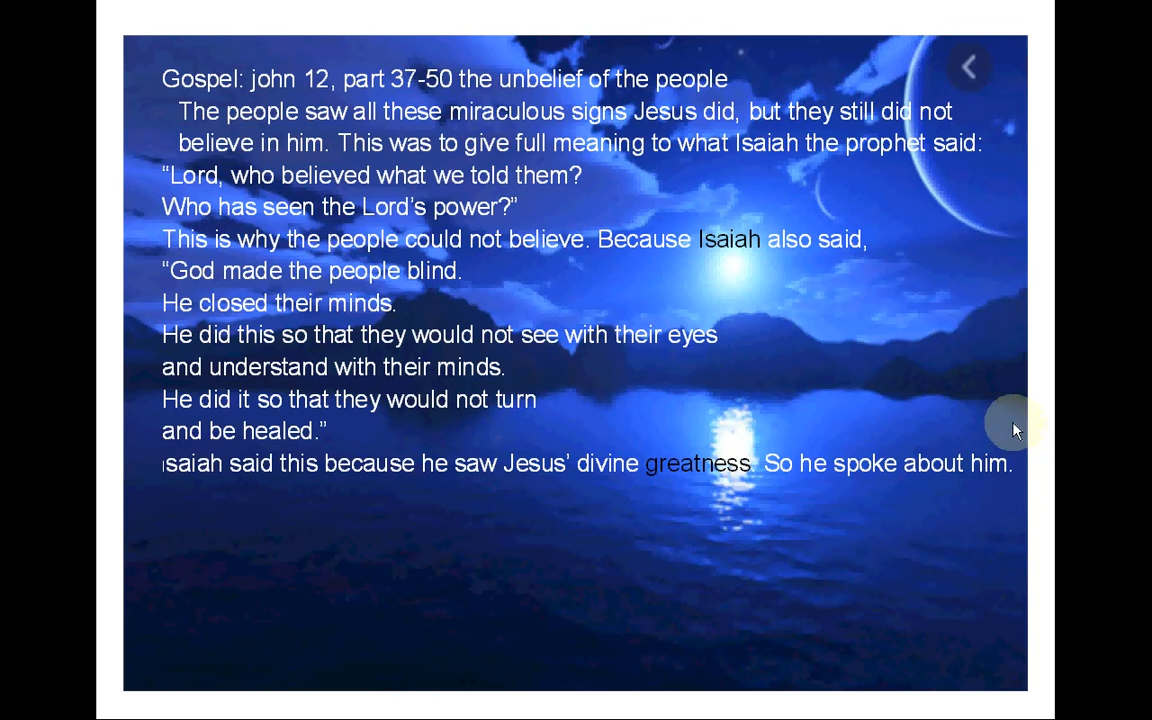 Gospel: john 12, part 37-50 the unbelief of the people
The people saw all these miraculous signs Jesus did, but they still did not
believe in him. This was to give full meaning to what Isaiah the prophet said:
“Lord, who believed what we told them?
Who has seen the Lord’s power?”
This is why the people could not believe. Because Isaiah also said,
“God made the people blind.
He closed their minds.
He did this so that they would not see with their eyes
and understand with their minds.
He did it so that they would not turn
and be healed.”
Isaiah said this because he saw Jesus’ divine greatness. So he spoke about him.